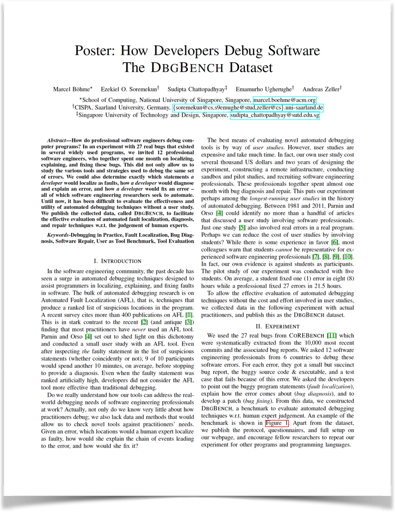 Poster: How Developers Debug Software
The DBGBENCH Dataset
Marcel Böhme* Ezekiel O. Soremekun† Sudipta Chattopadhyay‡ Emamurho Ugherughe† Andreas Zeller†
*School of Computing, National University of Singapore, Singapore, marcel.boehme@acm.org
†CISPA, Saarland University, Germany,
‡Singapore University of Technology and Design, Singapore, sudipta_chattopadhyay@sutd.edu.sg
Abstract—How do professional software engineers debug com-
puter programs? In an experiment with 27 real bugs that existed
in several widely used programs, we invited 12 professional
software engineers, who together spent one month on localizing,
explaining, and fixing these bugs. This did not only allow us to
study the various tools and strategies used to debug the same set
of errors. We could also determine exactly which statements a
developer would localize as faults, how a developer would diagnose
and explain an error, and how a developer would fix an error –
all of which software engineering researchers seek to automate.
Until now, it has been difficult to evaluate the effectiveness and
utility of automated debugging techniques without a user study.
We publish the collected data, called DBGBENCH, to facilitate
the effective evaluation of automated fault localization, diagnosis,
and repair techniques w.r.t. the judgement of human experts.
Keywords-Debugging in Practice, Fault Localization, Bug Diag-
nosis, Software Repair, User as Tool Benchmark, Tool Evaluation
I. INTRODUCTION
In the software engineering community, the past decade has
seen a surge in automated debugging techniques designed to
assist programmers in localizing, explaining, and fixing faults
in software. The bulk of automated debugging research is on
Automated Fault Localization (AFL), that is, techniques that
produce a ranked list of suspicious locations in the program.
A recent survey cites more than 400 publications on AFL [1].
This is in stark contrast to the recent [2] (and antique [3])
finding that most practitioners have never used an AFL tool.
Parnin and Orso [4] set out to shed light on this dichotomy
and conducted a small user study with an AFL tool. Even
after inspecting the faulty statement in the list of suspicious
statements (whether coincidently or not), 9 of 10 participants
would spend another 10 minutes, on average, before stopping
to provide a diagnosis. Even when the faulty statement was
ranked artificially high, developers did not consider the AFL
tool more effective than traditional debugging.
Do we really understand how our tools can address the real-
world debugging needs of software engineering professionals
at work? Actually, not only do we know very little about how
practitioners debug; we also lack data and methods that would
allow us to check novel tools against practitioners' needs.
Given an error, which locations would a human expert localize
as faulty, how would she explain the chain of events leading
to the error, and how would she fix it?
The best means of evaluating novel automated debugging
tools is by way of user studies. However, user studies are
expensive and take much time. In fact, our own user study cost
several thousand US dollars and two years of designing the
experiment, constructing a remote infrastructure, conducting
sandbox and pilot studies, and recruiting software engineering
professionals. These professionals together spent almost one
month with bug diagnosis and repair. This puts our experiment
perhaps among the longest-running user studies in the history
of automated debugging. Between 1981 and 2011, Parnin and
Orso [4] could identify no more than a handful of articles
that discussed a user study involving software professionals.
Just one study [5] also involved real errors in a real program.
Perhaps we can reduce the cost of user studies by involving
students? While there is some experience in favor [6], most
colleagues warn that students cannot be representative for ex-
perienced software engineering professionals [7], [8], [9], [10].
In fact, our own evidence is against students as participants.
The pilot study of our experiment was conducted with five
students. On average, a student fixed one (1) error in eight (8)
hours while a professional fixed 27 errors in 21.5 hours.
To allow the effective evaluation of automated debugging
techniques without the cost and effort involved in user studies,
we collected data in the following experiment with actual
practitioners, and publish this as the DBGBENCH dataset.
II. EXPERIMENT
We used the 27 real bugs from COREBENCH [11] which
were systematically extracted from the 10,000 most recent
commits and the associated bug reports. We asked 12 software
engineering professionals from 6 countries to debug these
software errors. For each error, they got a small but succinct
bug report, the buggy source code & executable, and a test
case that fails because of this error. We asked the developers
to point out the buggy program statements (fault localization),
explain how the error comes about (bug diagnosis), and to
develop a patch (bug fixing). From this data, we constructed
DBGBENCH, a benchmark to evaluate automated debugging
techniques w.r.t. human expert judgement. An example of the
benchmark is shown in Figure 1. Apart from the dataset,
we publish the protocol, questionnaires, and full setup on
our webpage, and encourage fellow researchers to repeat our
experiment for other programs and programming languages.